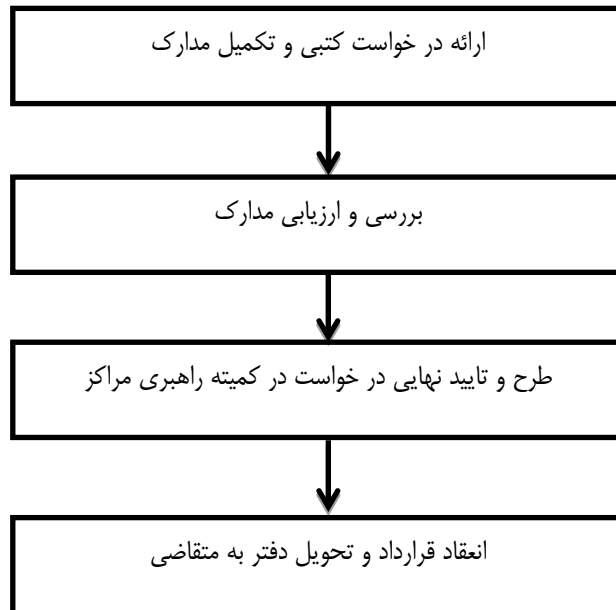 ارائه در خواست کتبی و تکمیل مدارک
بررسی و ارزیابی مدارک
طرح و تایید نهایی در خواست در کمیته راهبری مراکز
انعقاد قرارداد و تحویل دفتر به متقاضی